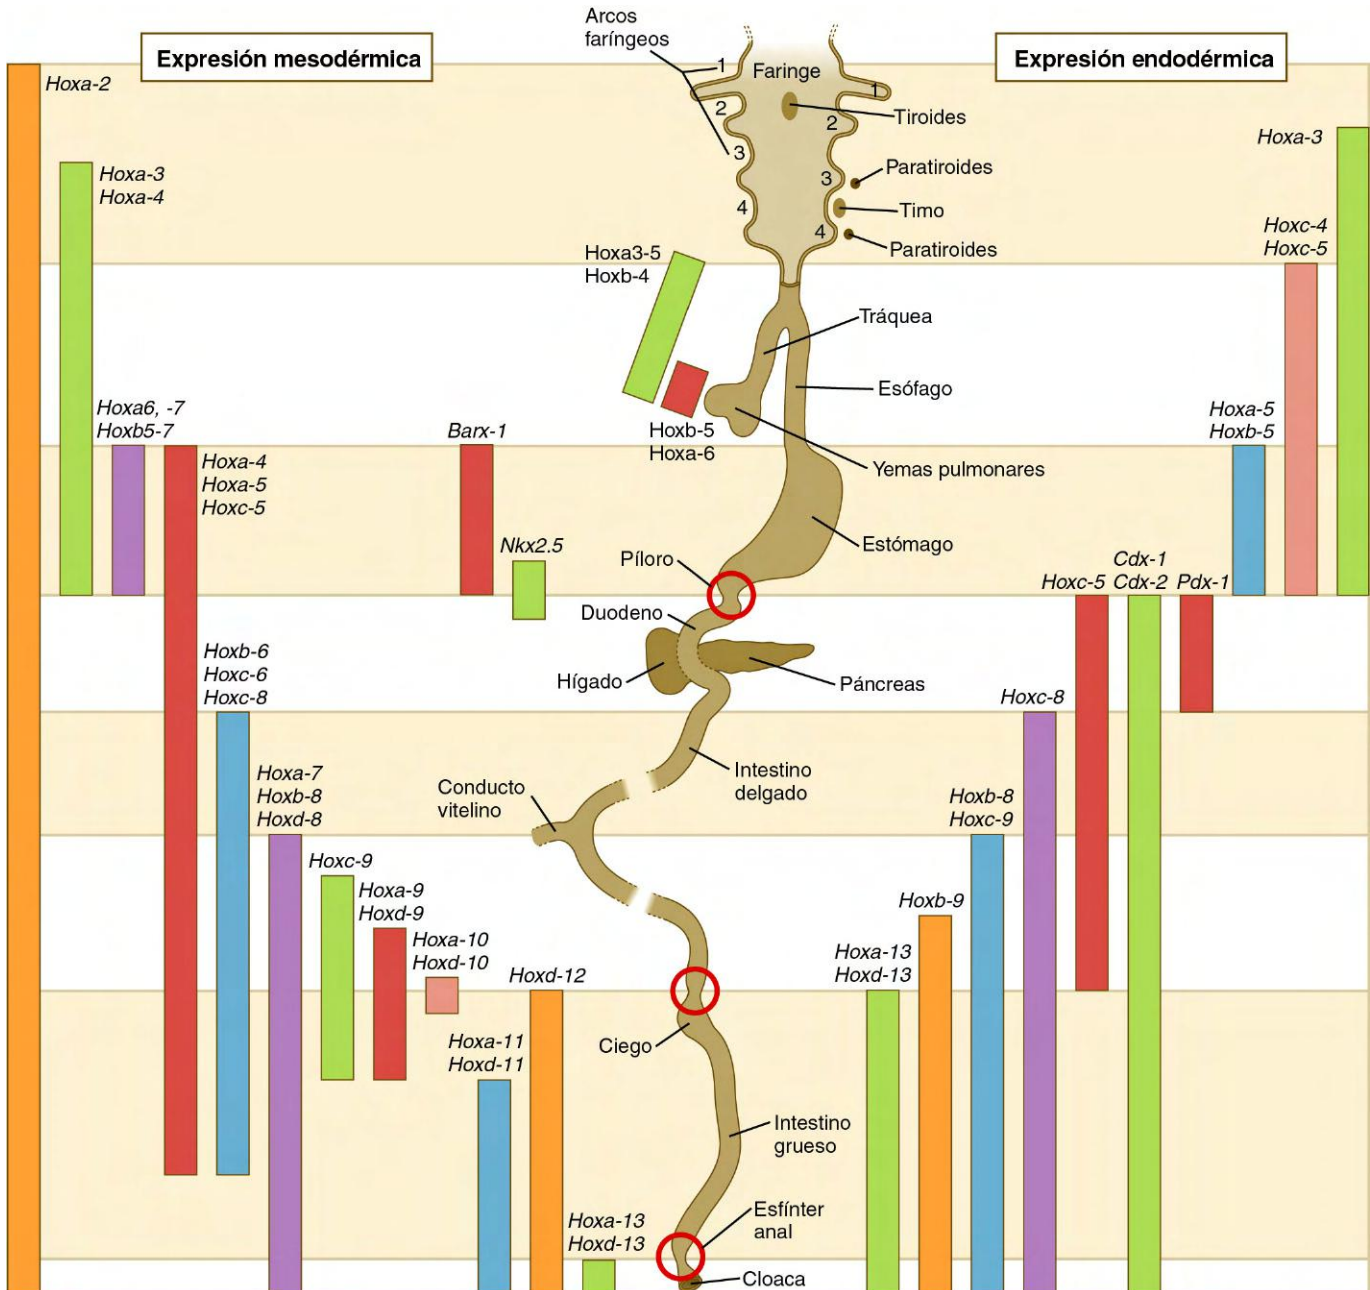 Expresión mesodérmica
Expresión endodérmica
Arcos
faríngeos
1
2
3
4
Faringe
1
2
3
4
Tiroides
Paratiroides
Timo
Paratiroides
Tráquea
Esófago
Yemas pulmonares
Estómago
Píloro
Duodeno
Hígado
Páncreas
Intestino
delgado
Conducto
vitelino
Ciego
Intestino
grueso
Esfínter
anal
Cloaca
Hoxa-2
Hoxa-3
Hoxa-4
Hoxa3-5
Hoxb-4
Hoxb-5
Hoxa-6
Hoxa6, -7
Hoxb5-7
Hoxa-4
Hoxa-5
Hoxc-5
Barx-1
Nkx2.5
Hoxb-6
Hoxc-6
Hoxc-8
Hoxa-7
Hoxb-8
Hoxd-8
Hoxc-9
Hoxa-9
Hoxd-9
Hoxa-10
Hoxd-10
Hoxd-12
Hoxa-11
Hoxd-11
Hoxa-13
Hoxd-13
Hoxa-3
Hoxc-4
Hoxc-5
Hoxa-5
Hoxb-5
Hoxc-5
Cdx-1
Cdx-2
Pdx-1
Hoxc-8
Hoxb-8
Hoxc-9
Hoxb-9
Hoxa-13
Hoxd-13